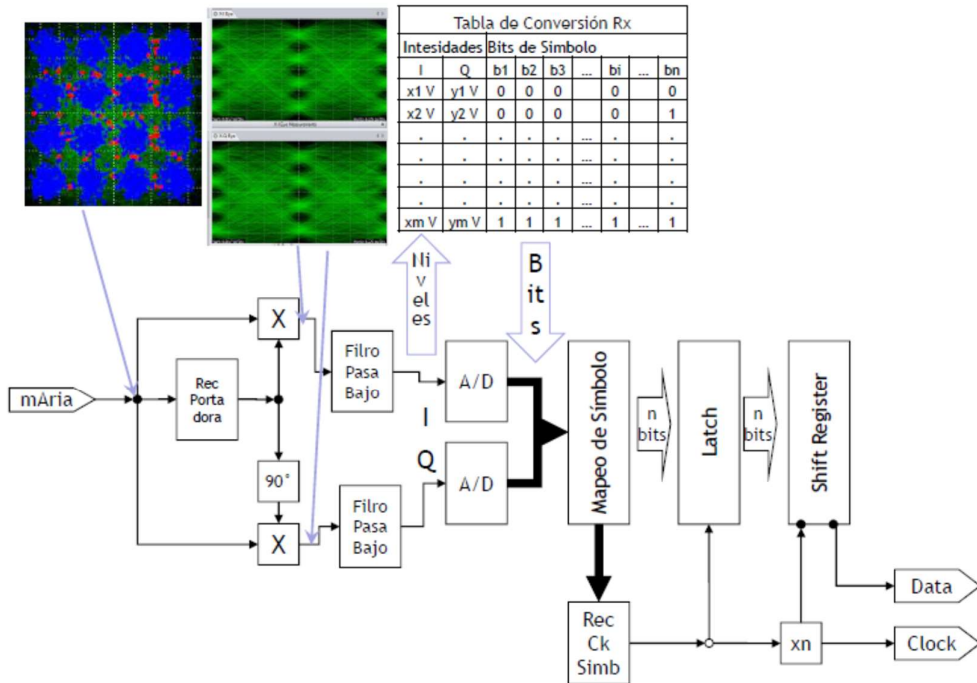 Tabla de Conversión Rx
Intesidades Bits de Simbolo
I Q b1 b2 b3 ... bi ... bn
x1 V y1 V 0 0 0 0 0
x2 V y2 V 0 0 0 0 1
. . . . . ... . .
. . . . . . .
. . . . . ... . .
. . . . . ... . .
xm V ym V 1 1 1 ... 1 ... 1
Ni
v
el
es
B
it
s
mAria
Rec
Porta
dora
X
90°
X
Filro
Pasa
Bajo
Filro
Pasa
Bajo
I
Q
A/D
A/D
Mapeo de Símbolo
n
bits
Latch
n
bits
Shift Register
Rec
Ck
Simb
xn
Data
Clock